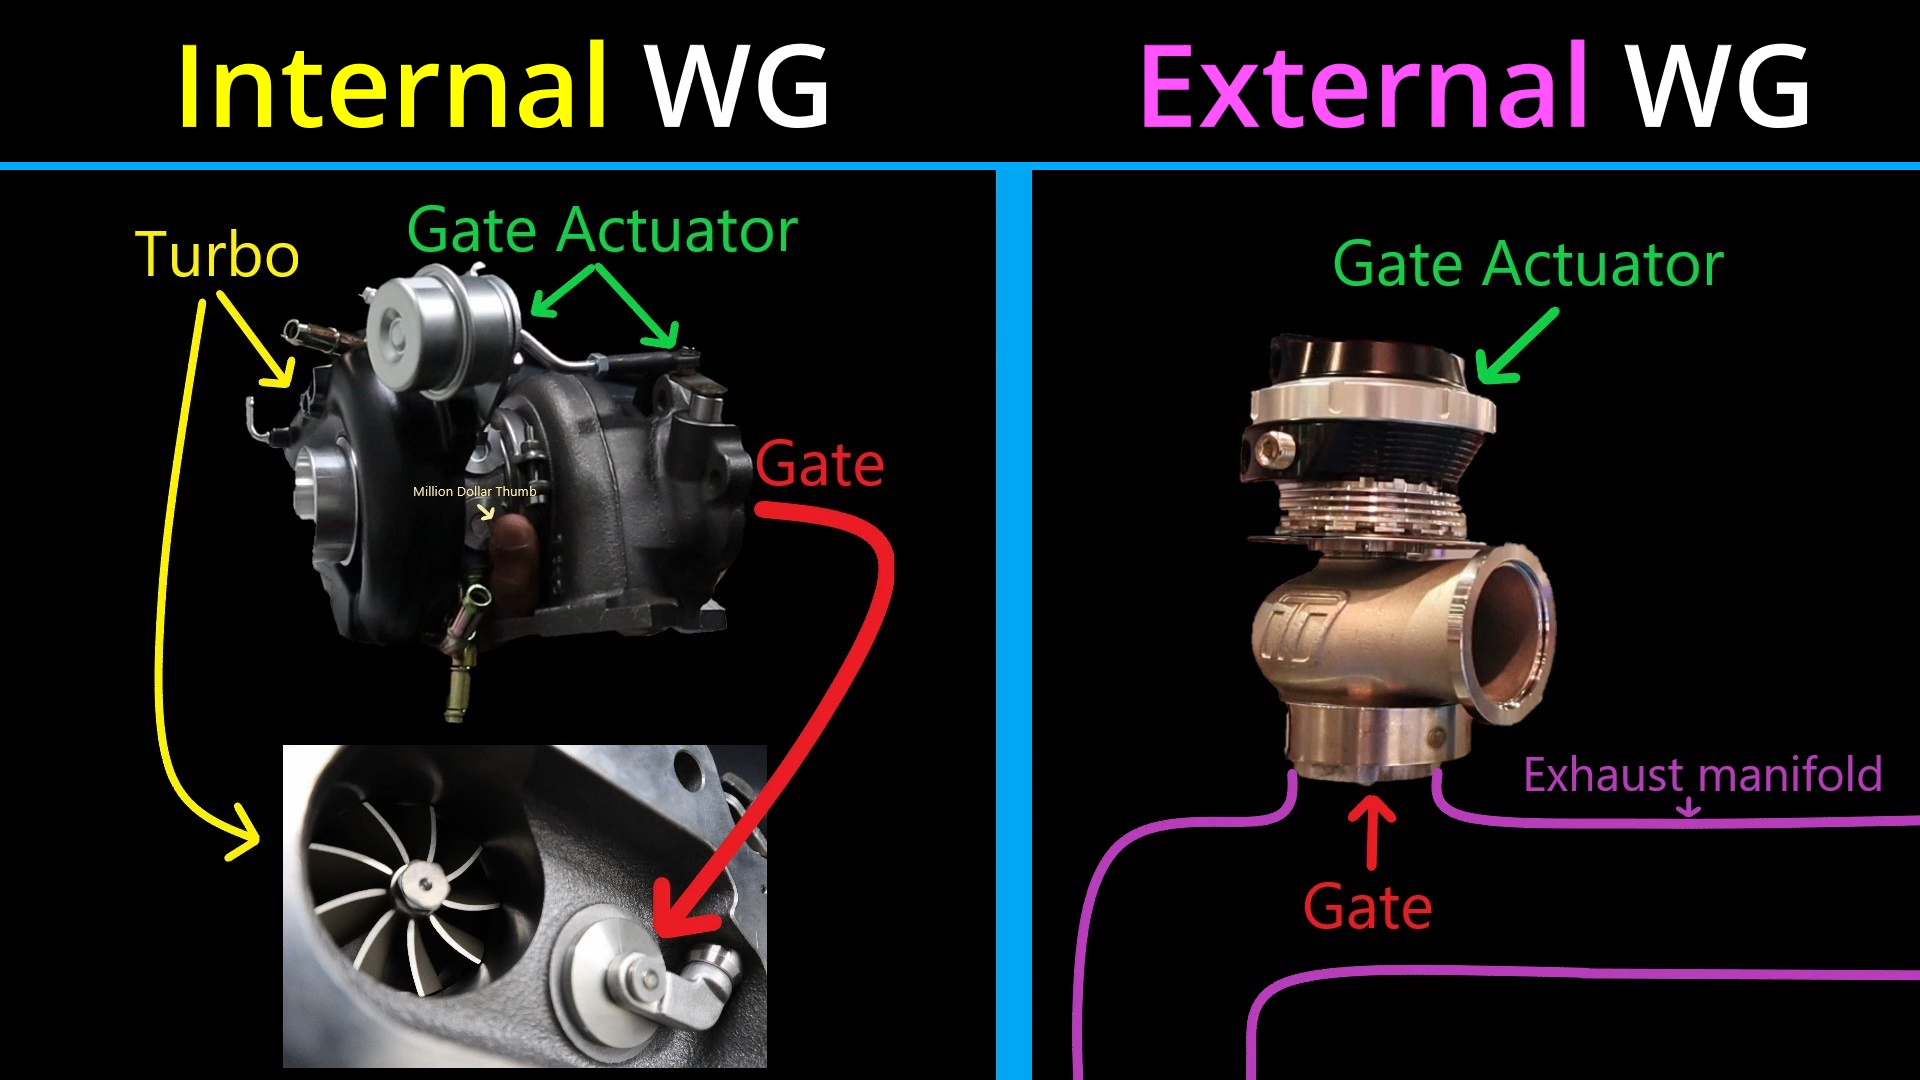 Internal WG
External WG
Turbo
Gate Actuator
Gate
Million Dollar Thumb
Gate Actuator
Exhaust manifold
Gate